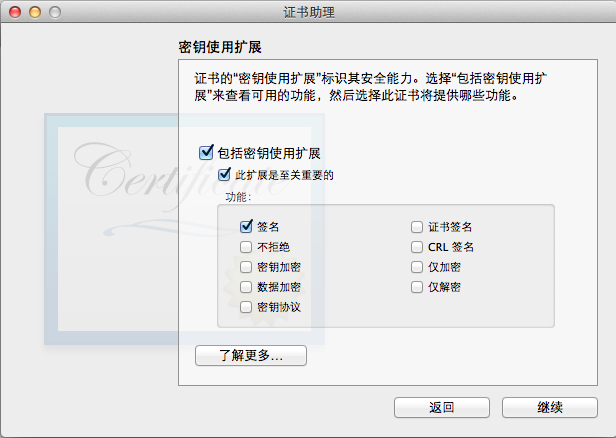 证书助理
密钥使用扩展
证书的“密钥使用扩展”标识其安全能力。选择“包括密钥使用扩
展”来查看可用的功能，然后选择此证书将提供哪些功能。
Certificate
包括密钥使用扩展
此扩展是至关重要的
功能：
签名
证书签名
不拒绝
CRL 签名
密钥加密
仅加密
数据加密
仅解密
密钥协议
了解更多...
返回
继续